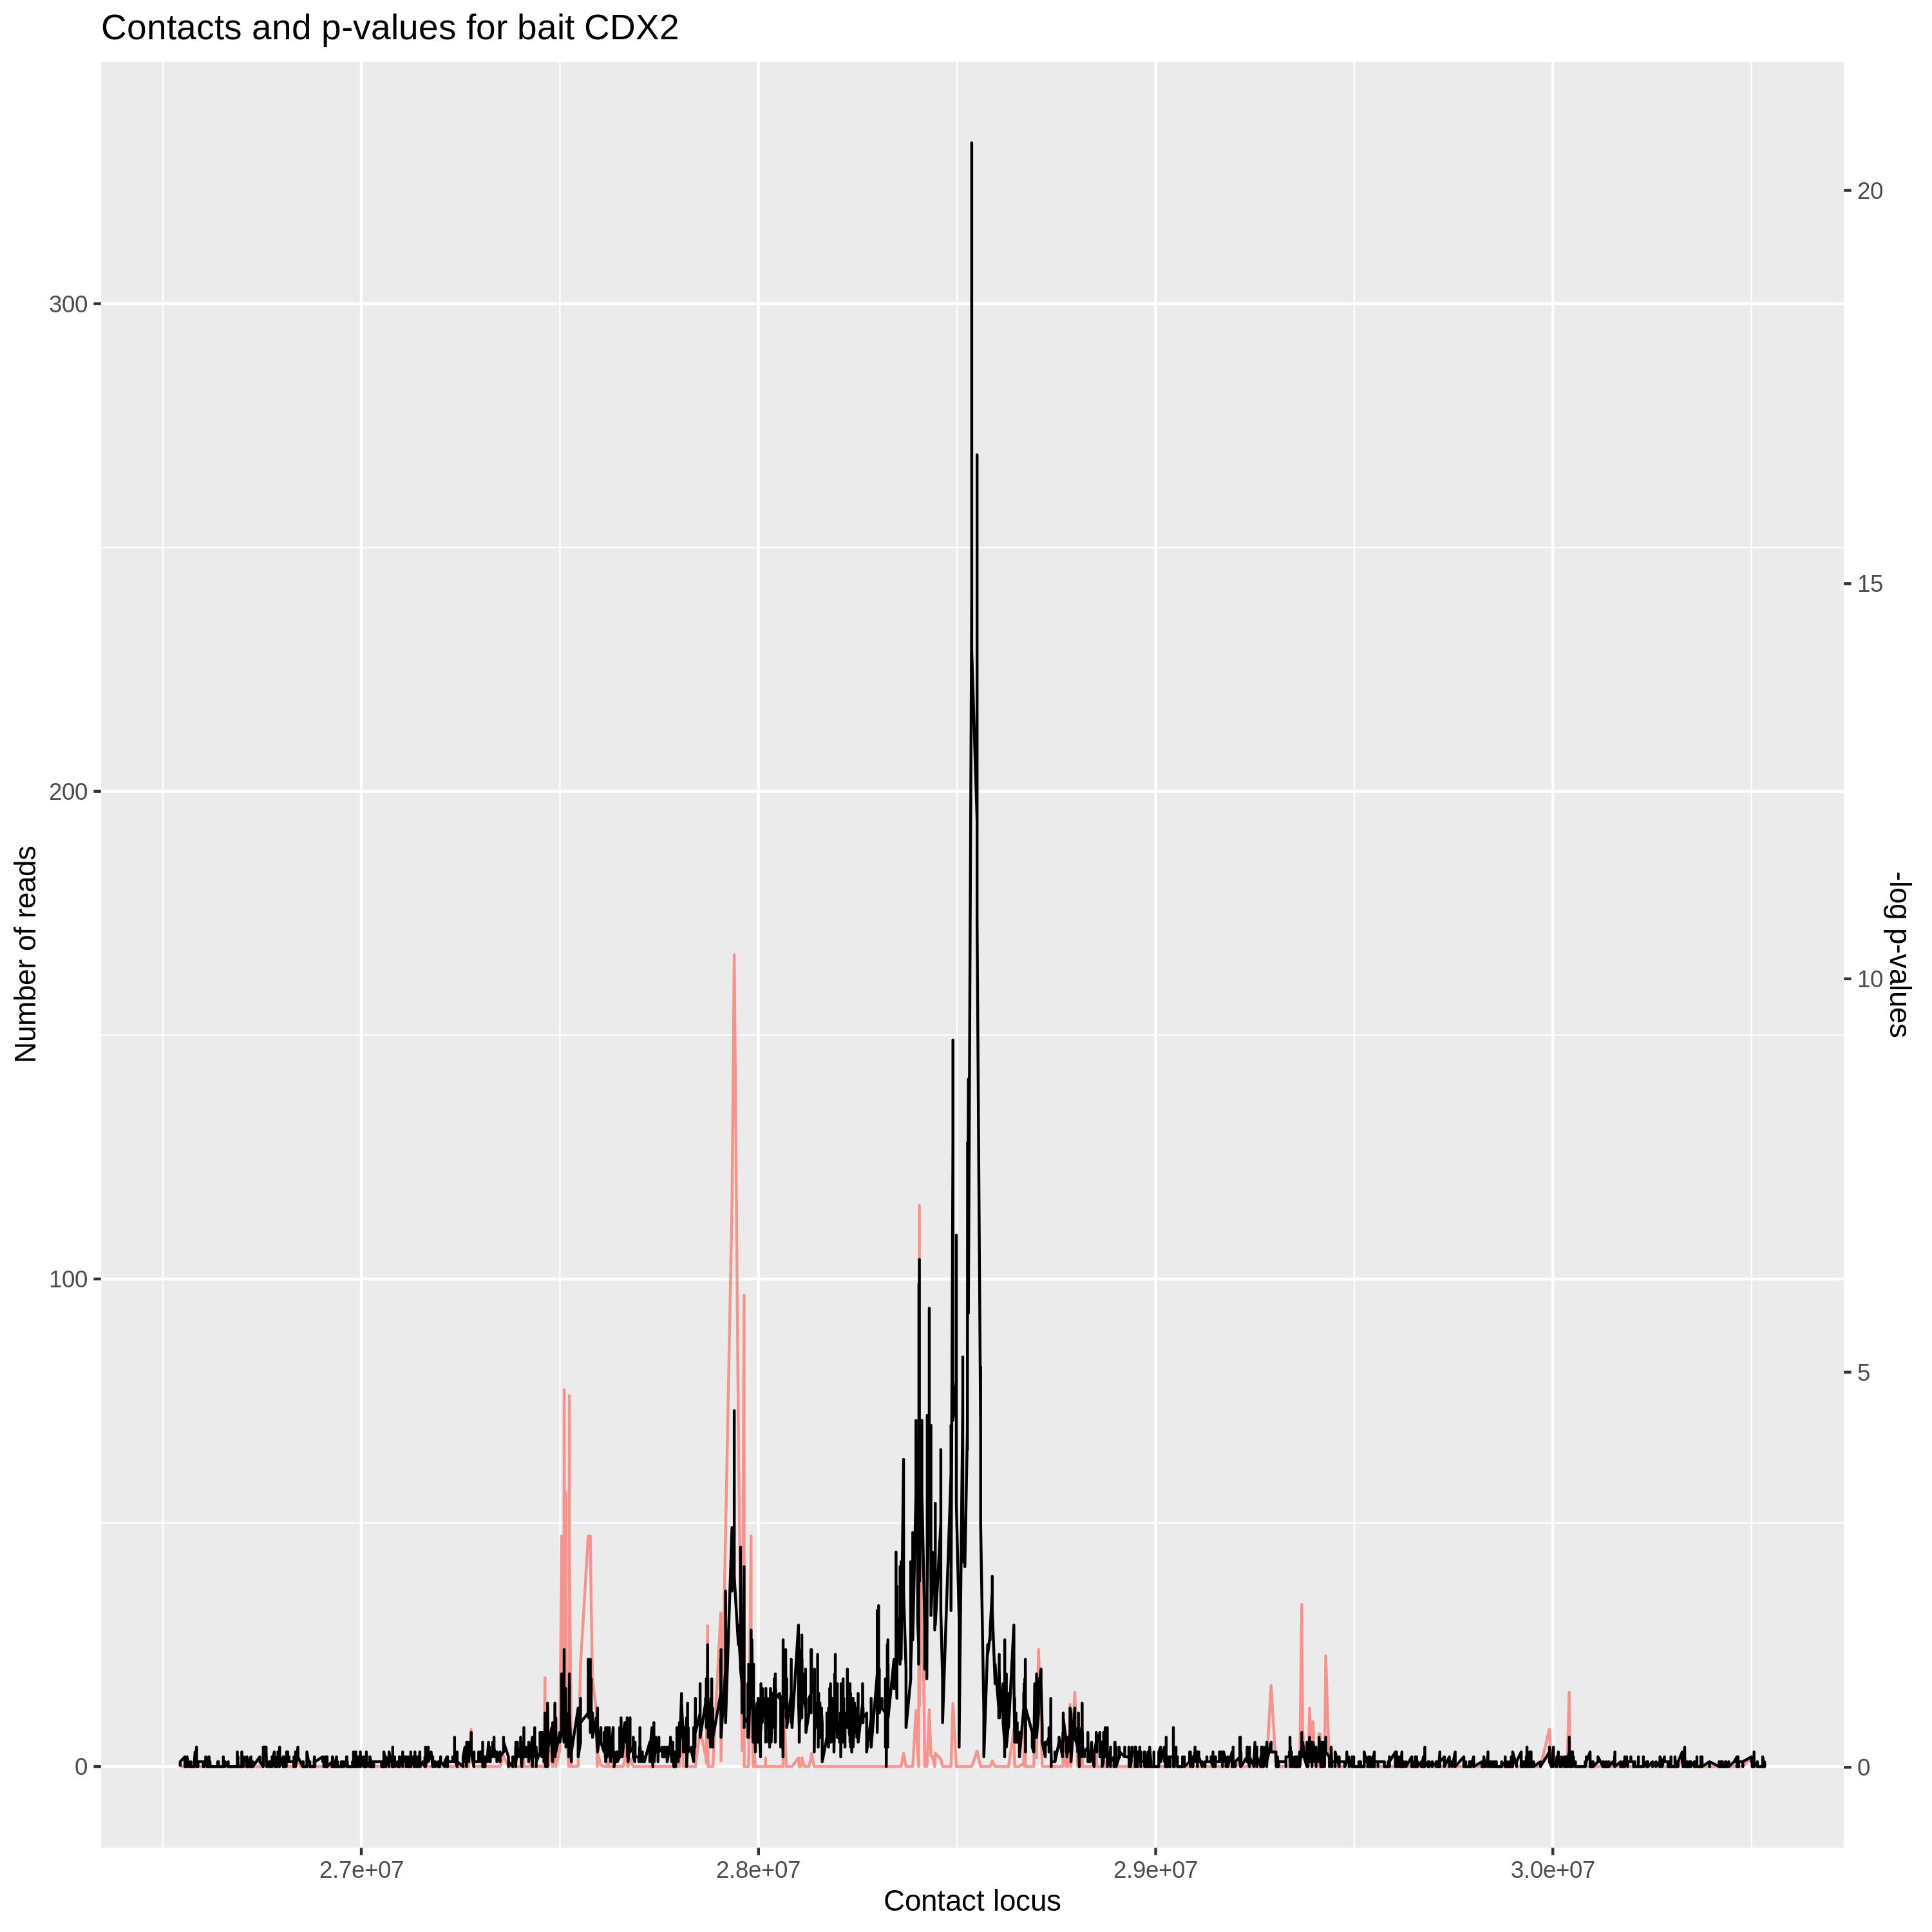 Contacts and p-values for bait CDX2
300
200
100
0
Number of reads
20
15
10
5
0
-log p-values
2.7e+07 2.8e+07 2.9e+07 3.0e+07
Contact locus